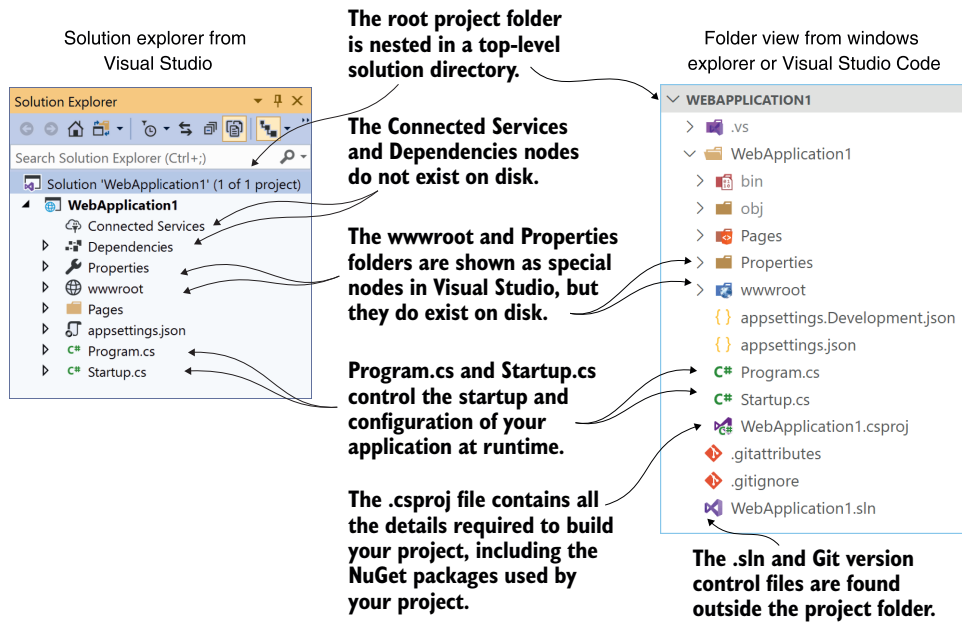 Solution explorer from
Visual Studio
Solution Explorer
Search Solution Explorer (Ctrl+;)
Solution 'WebApplication1' (1 of 1 project)
WebApplication1
Connected Services
Dependencies
Properties
wwwroot
Pages
appsettings.json
C# Program.cs
C# Startup.cs
The root project folder
is nested in a top-level
solution directory.
The Connected Services
and Dependencies nodes
do not exist on disk.
The wwwroot and Properties
folders are shown as special
nodes in Visual Studio, but
they do exist on disk.
Program.cs and Startup.cs
control the startup and
configuration of your
application at runtime.
The .csproj file contains all
the details required to build
your project, including the
NuGet packages used by
your project.
Folder view from windows
explorer or Visual Studio Code
WEBAPPLICATION1
.vs
WebApplication1
bin
obj
Pages
Properties
wwwroot
{ } appsettings.Development.json
{ } appsettings.json
C# Program.cs
C# Startup.cs
WebApplication1.csproj
.gitattributes
.gitignore
WebApplication1.sln
The .sln and Git version
control files are found
outside the project folder.